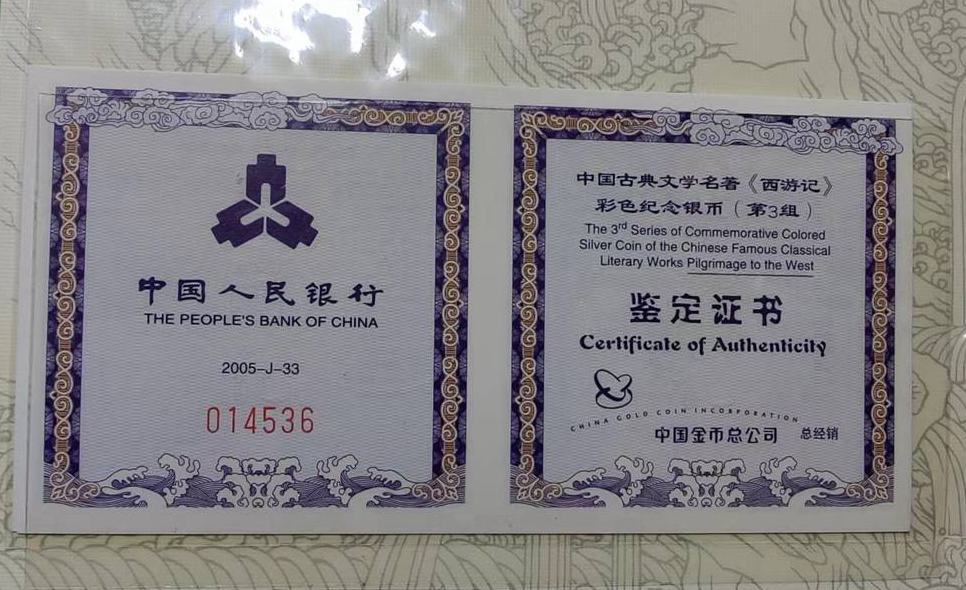 中国人民银行
THE PEOPLE'S BANK OF CHINA
2005-J-33
014536
中国古典文学名著《西游记》
彩色纪念银币（第3组）
The 3rd Series of Commemorative Colored
Silver Coin of the Chinese Famous Classical
Literary Works Pilgrimage to the West
鉴定证书
Certificate of Authenticity
CHINA GOLD COIN INCORPORATION
中国金币总公司 总经销